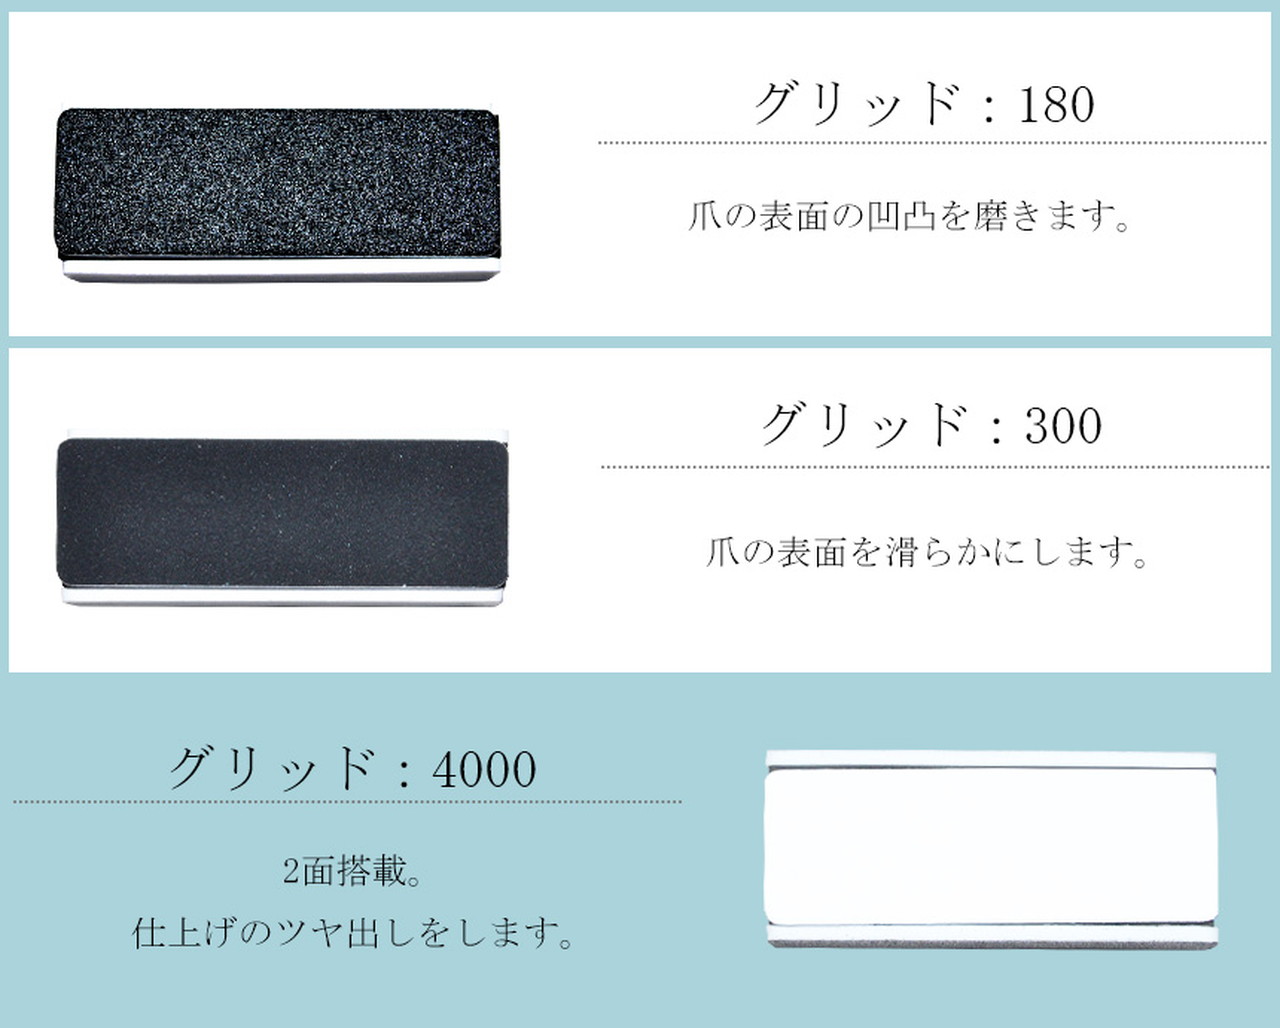 グリッド：180
爪の表面の凹凸を磨きます。
グリッド：300
爪の表面を滑らかにします。
グリッド：4000
2面搭載。
仕上げのツヤ出しをします。